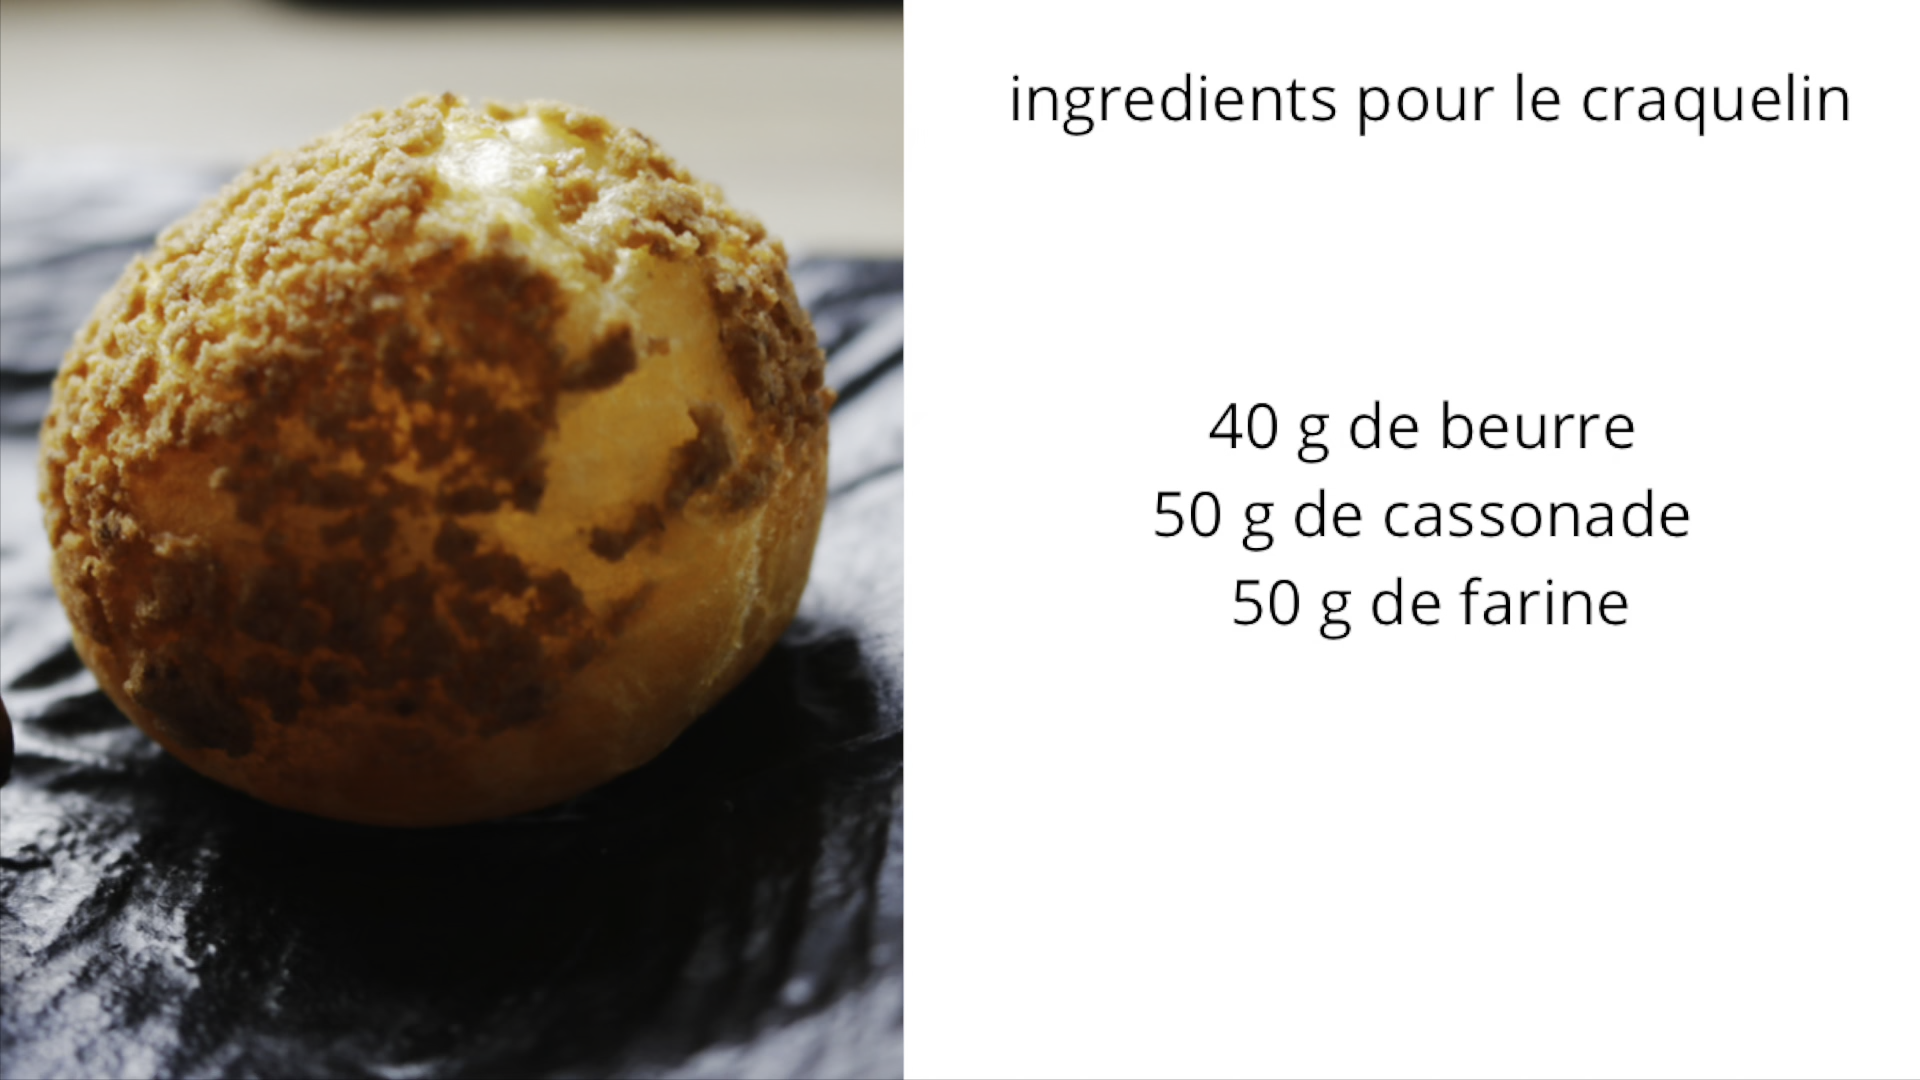 ingredients pour le craquelin
40 g de beurre
50 g de cassonade
50 g de farine